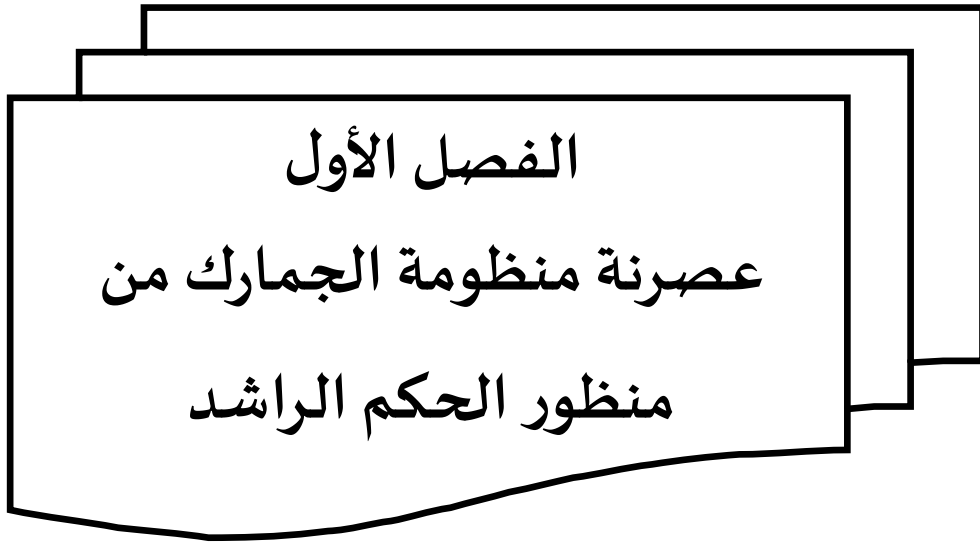 الفصل الأول
عصرنة منظومة الجمارك من
منظور الحكم الراشد